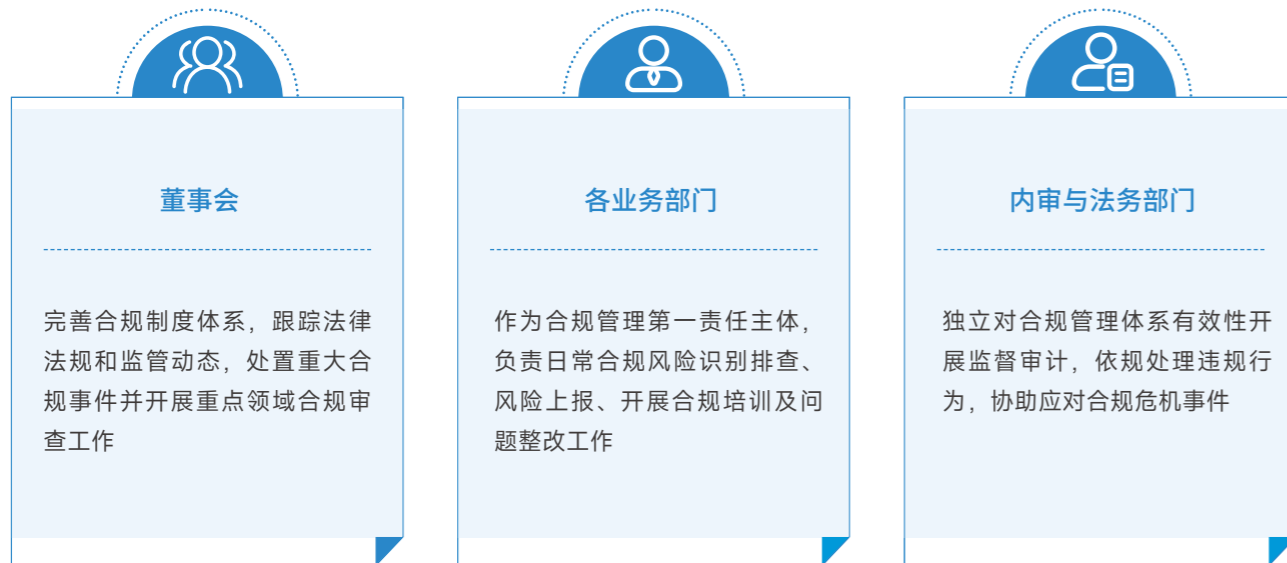 董事会
完善合规制度体系，跟踪法律
法规和监管动态，处置重大合
规事件并开展重点领域合规审
查工作
各业务部门
作为合规管理第一责任主体，
负责日常合规风险识别排查、
风险上报、开展合规培训及问
题整改工作
内审与法务部门
独立对合规管理体系有效性开
展监督审计，依规处理违规行
为，协助应对合规危机事件